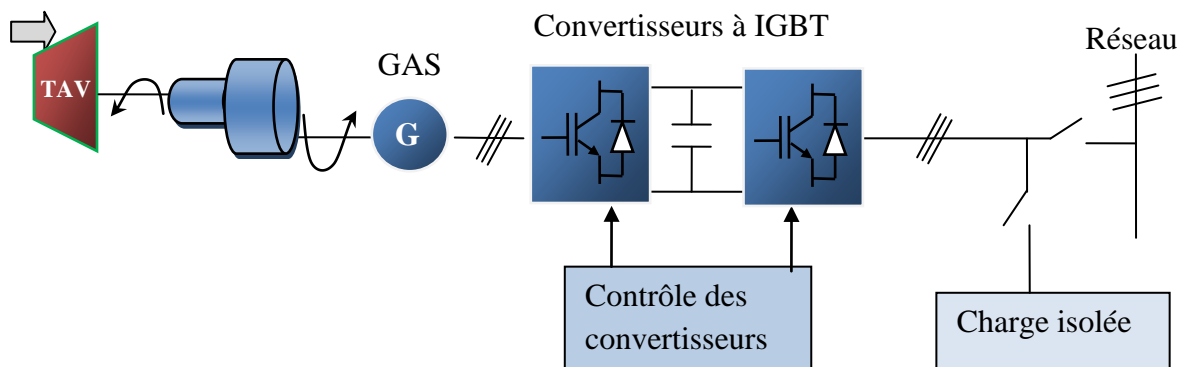 Convertisseurs à IGBT
Réseau
GAS
TAV
G
Contrôle des
convertisseurs
Charge isolée